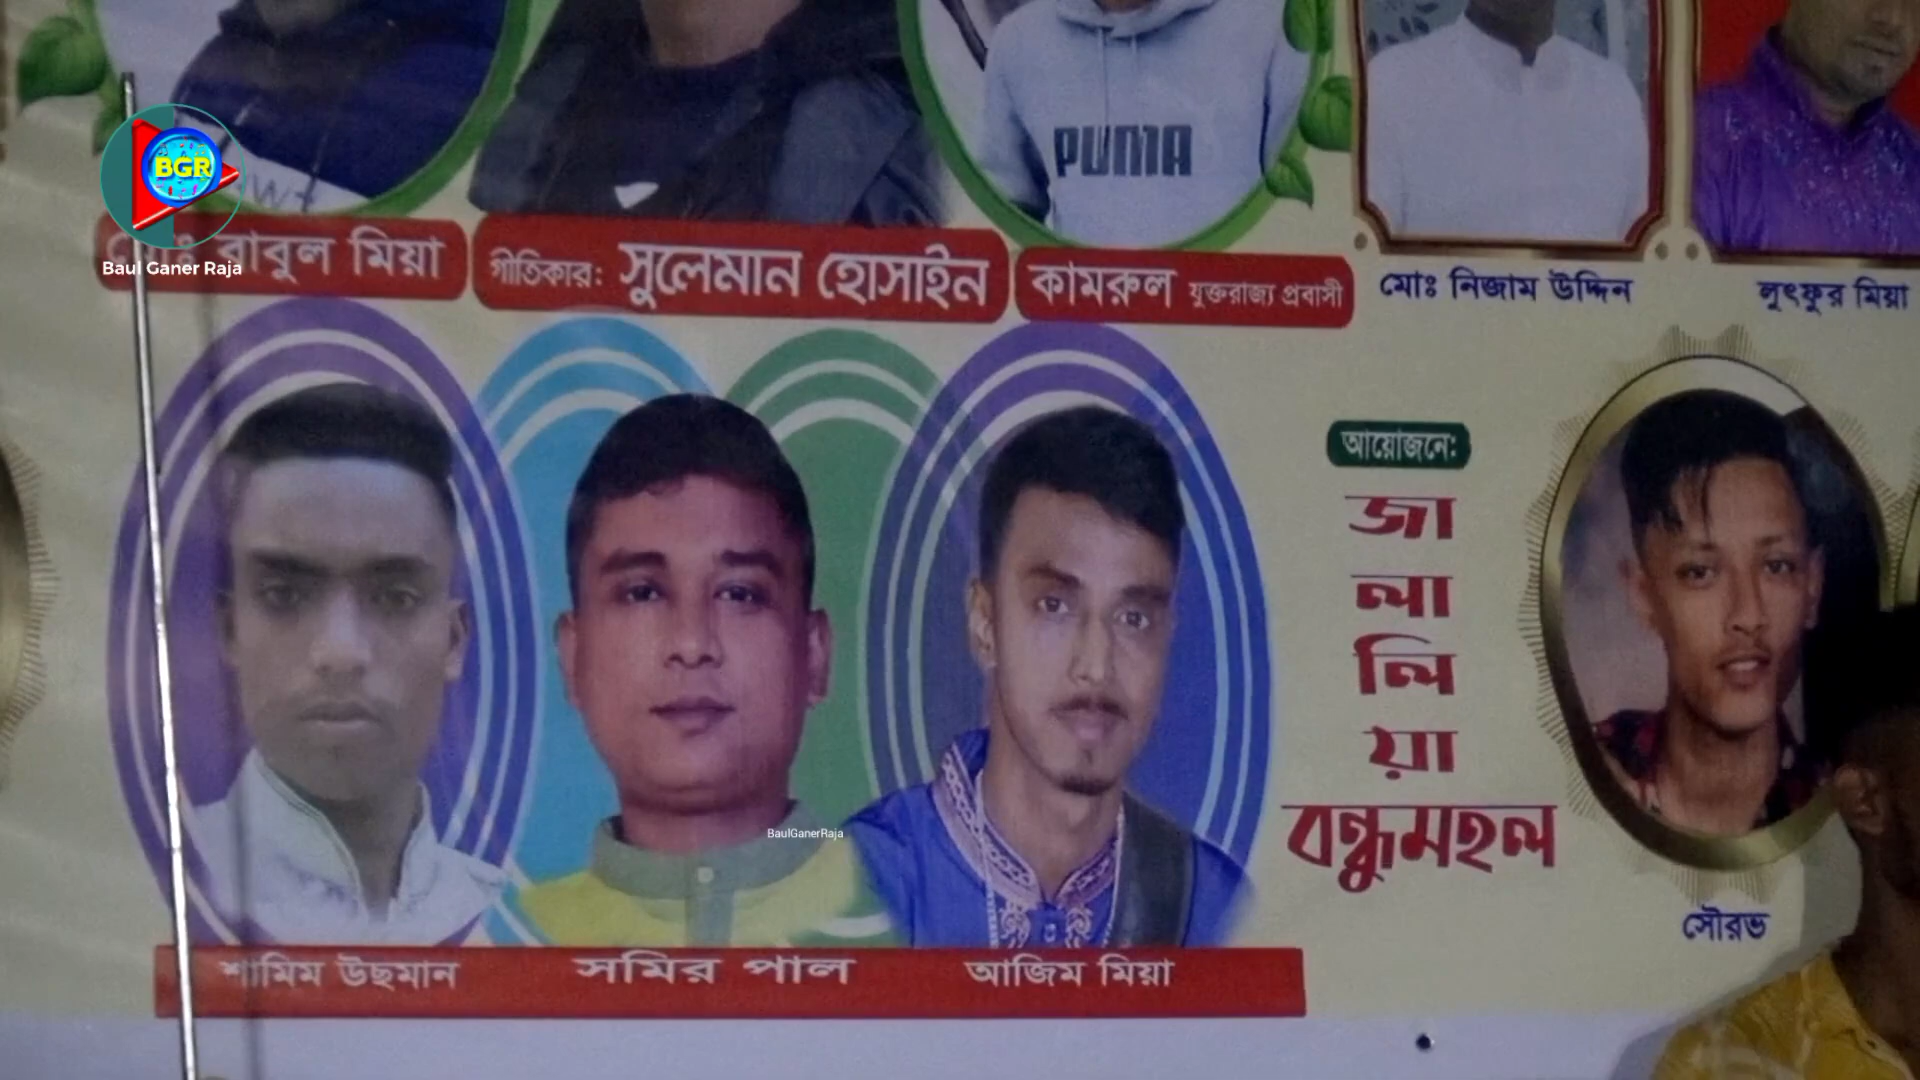 BGR
Baul Ganer Raja
PUMA
মোঃ বাবুল মিয়া
গীতিকার: সুলেমান হোসাইন
কামরুল যুক্তরাজ্য প্রবাসী
মোঃ নিজাম উদ্দিন
লুৎফুর মিয়া
আয়োজনে:
জা
লা
লি
য়া
বন্ধুমহল
BaulGanerRaja
সৌরভ
শামিম উছমান
সমির পাল
আজিম মিয়া